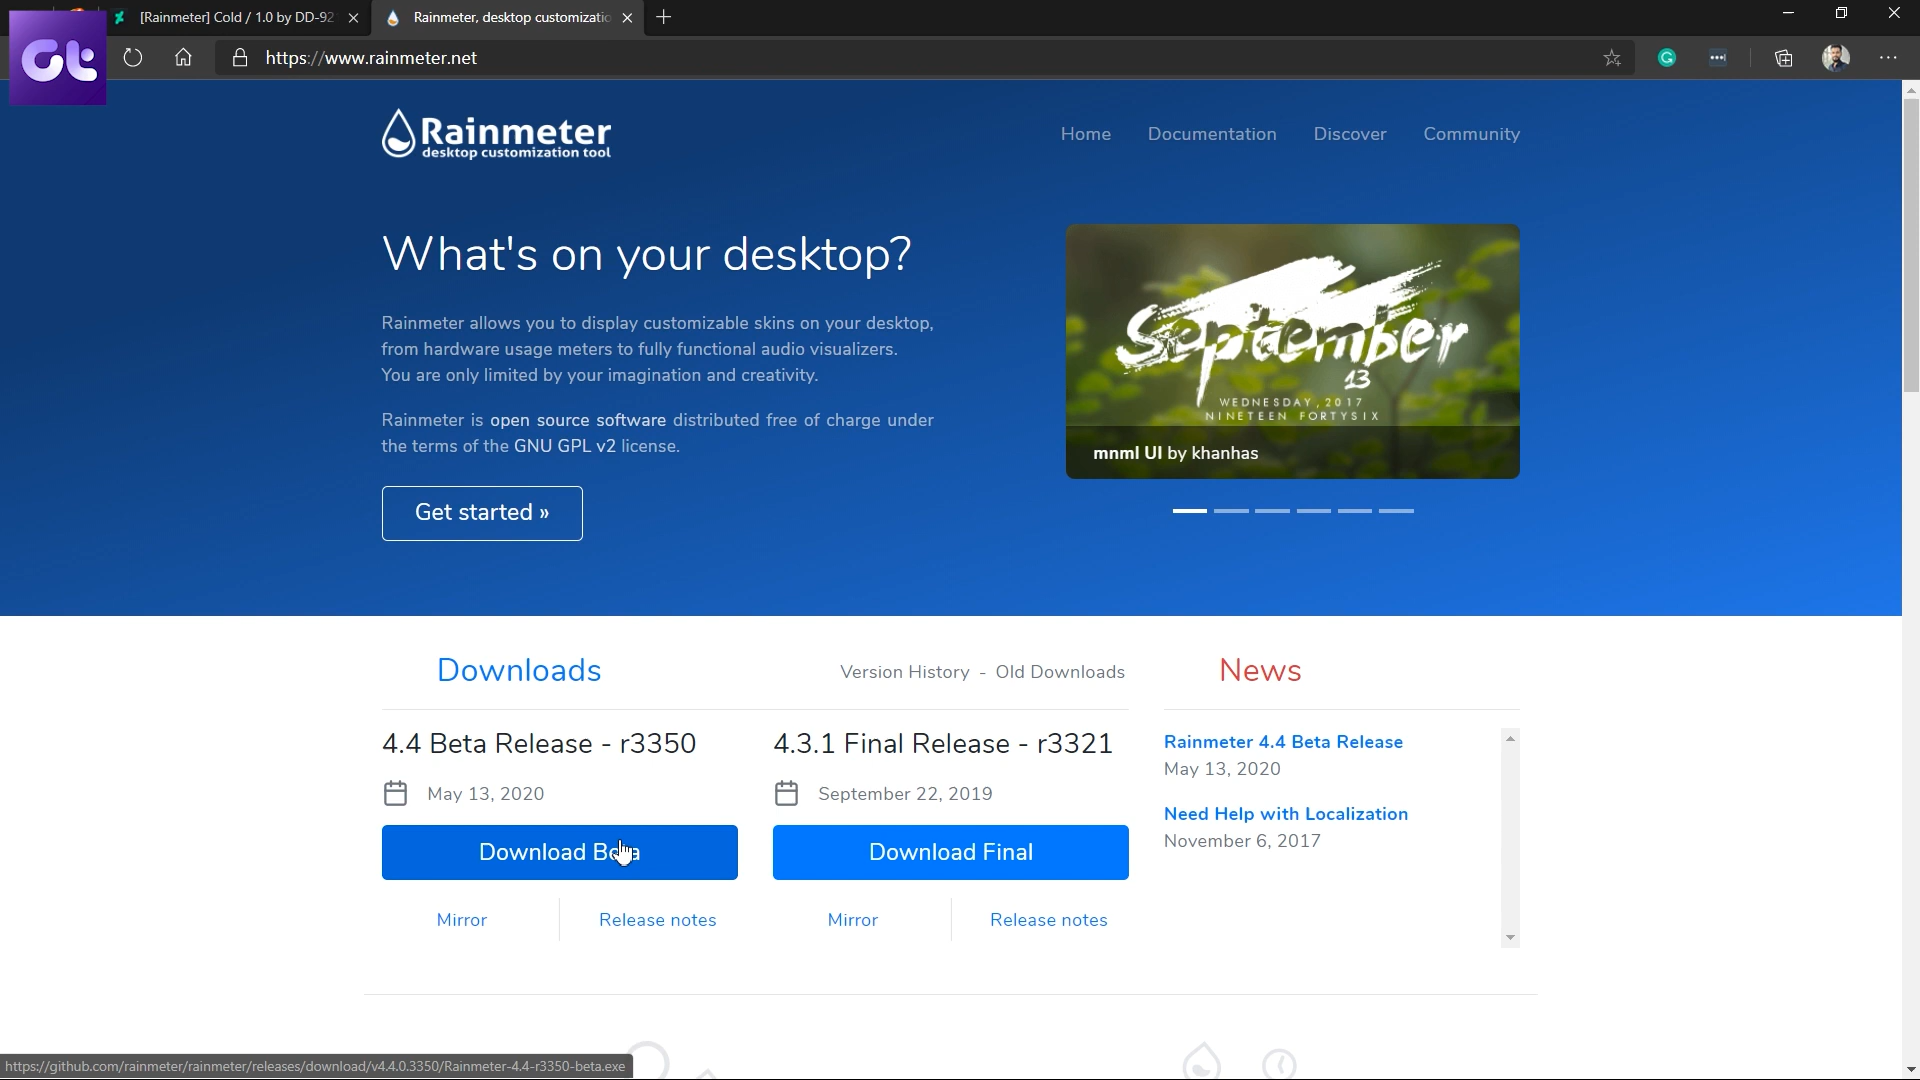 [Rainmeter] Cold / 1.0 by DD-92
Rainmeter, desktop customizatio
Gt
https://www.rainmeter.net
Rainmeter
desktop customization tool
Home
Documentation
Discover
Community
What's on your desktop?
Rainmeter allows you to display customizable skins on your desktop,
from hardware usage meters to fully functional audio visualizers.
You are only limited by your imagination and creativity.
Rainmeter is open source software distributed free of charge under
the terms of the GNU GPL v2 license.
Get started »
September
13
WEDNESDAY, 2017
NINETEEN FORTYSIX
mnml UI by khanhas
Downloads
Version History - Old Downloads
News
4.4 Beta Release - r3350
May 13, 2020
Download Beta
Mirror
Release notes
4.3.1 Final Release - r3321
September 22, 2019
Download Final
Mirror
Release notes
Rainmeter 4.4 Beta Release
May 13, 2020
Need Help with Localization
November 6, 2017
https://github.com/rainmeter/rainmeter/releases/download/v4.4.0.3350/Rainmeter-4.4-r3350-beta.exe